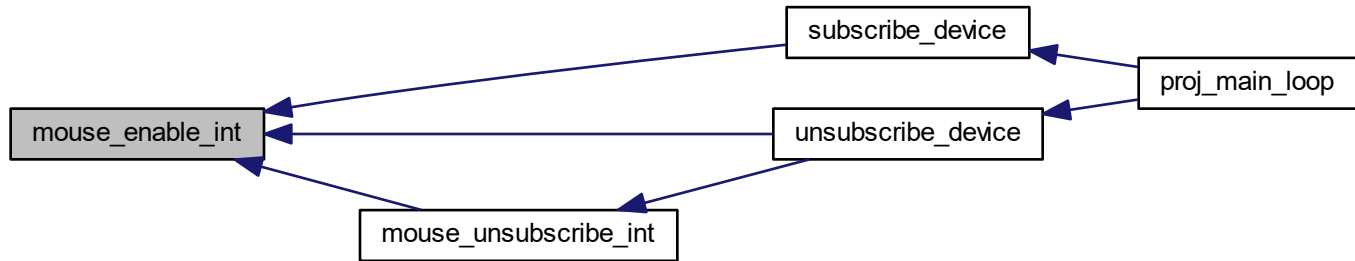 subscribe_device
proj_main_loop
mouse_enable_int
unsubscribe_device
mouse_unsubscribe_int